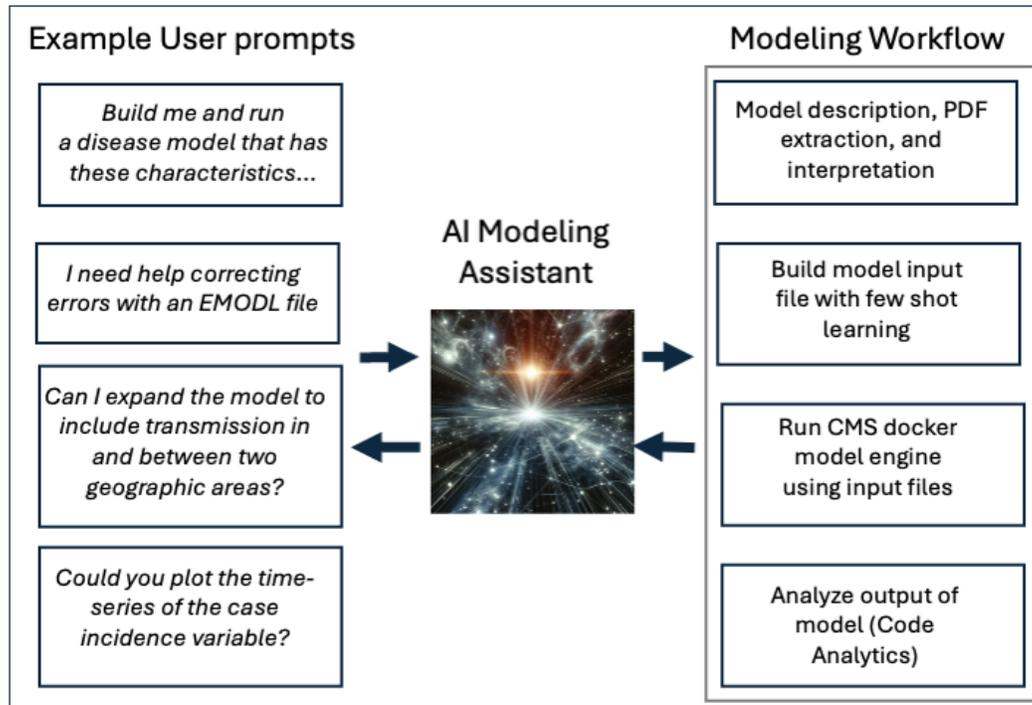 Example User prompts
Build me and run
a disease model that has
these characteristics...
I need help correcting
errors with an EMODL file
Can I expand the model to
include transmission in
and between two
geographic areas?
Could you plot the time-
series of the case
incidence variable?
AI Modeling
Assistant
Modeling Workflow
Model description, PDF
extraction, and
interpretation
Build model input
file with few shot
learning
Run CMS docker
model engine
using input files
Analyze output of
model (Code
Analytics)